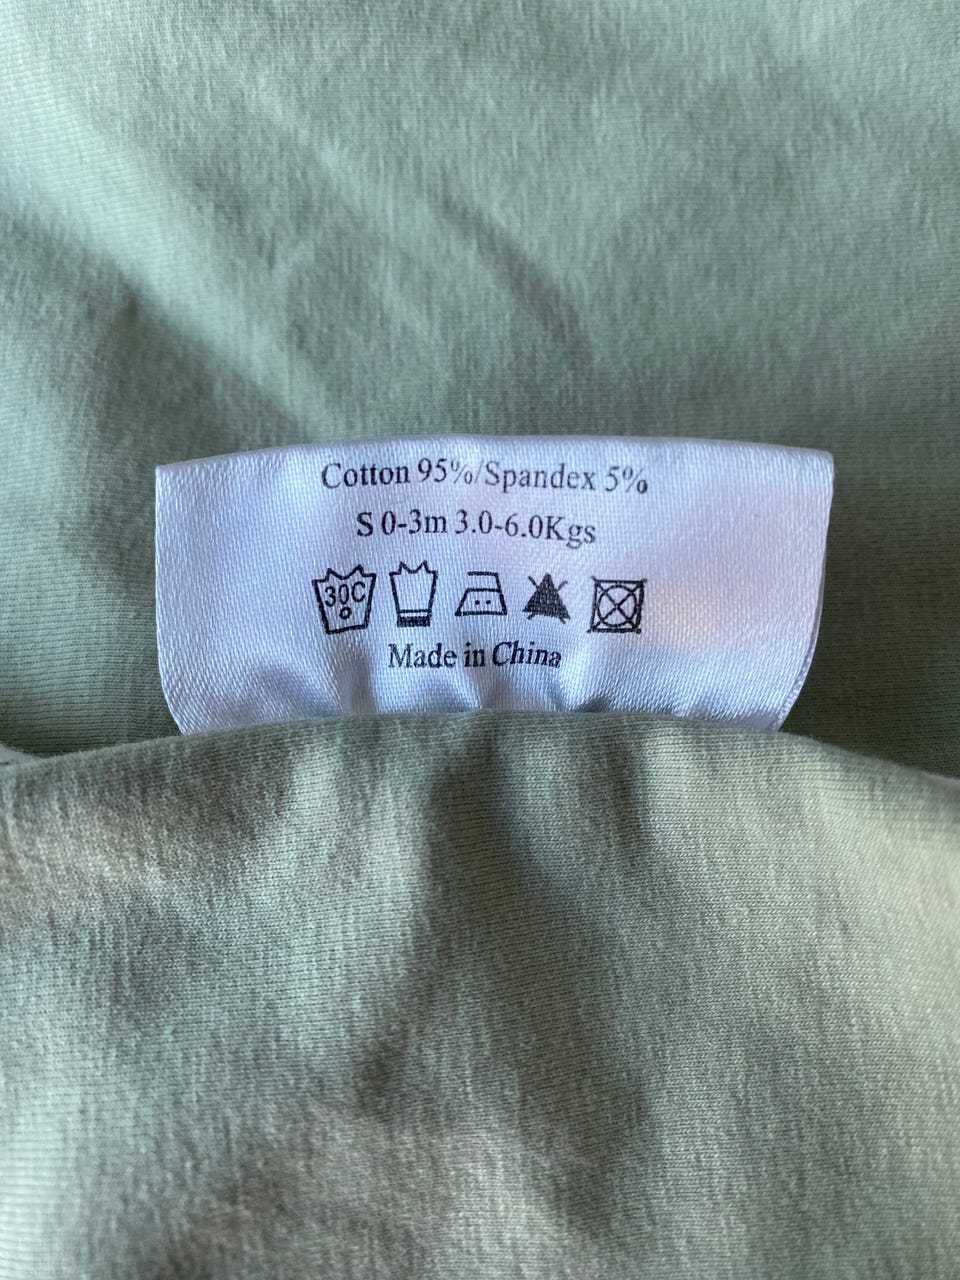 Cotton 95%/Spandex 5%
S 0-3m 3.0-6.0Kgs
30C
Made in China